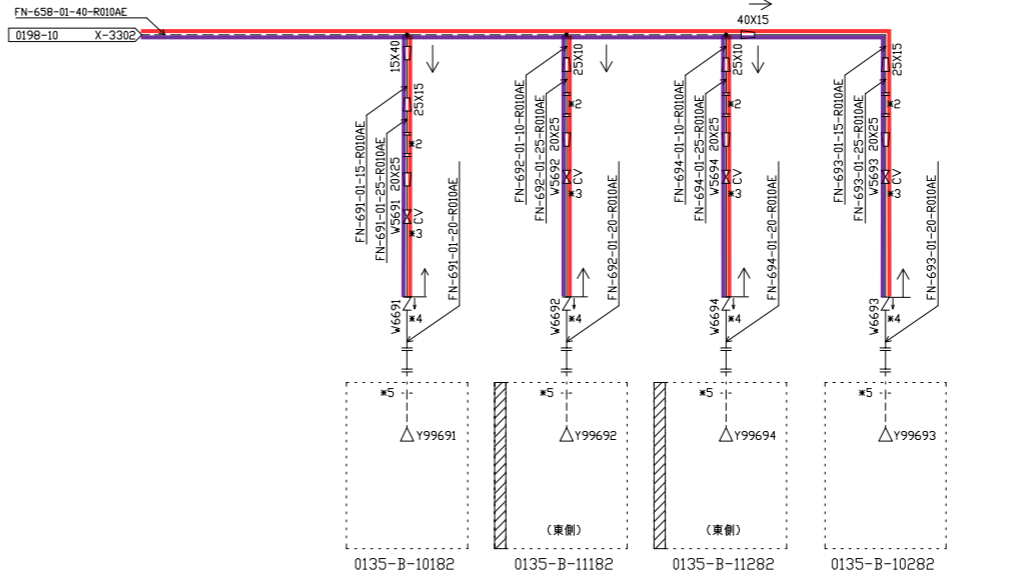 FN-658-01-40-R010AE
0198-10 X-3302
40X15
15X40
25X15
*2
FN-691-01-15-R010AE
FN-691-01-25-R010AE
W5691 20X25
CV
*3
FN-691-01-20-R010AE
W6691
*4
*5
Y99691
0135-B-10182
25X10
*2
FN-692-01-10-R010AE
FN-692-01-25-R010AE
W5692 20X25
CV
*3
FN-692-01-20-R010AE
W6692
*4
*5
Y99692
(東側)
0135-B-11182
25X10
*2
FN-694-01-10-R010AE
FN-694-01-25-R010AE
W5694 20X25
CV
*3
FN-694-01-20-R010AE
W6694
*4
*5
Y99694
(東側)
0135-B-11282
25X15
*2
FN-693-01-15-R010AE
FN-693-01-25-R010AE
W5693 20X25
CV
*3
FN-693-01-20-R010AE
W6693
*4
*5
Y99693
0135-B-10282